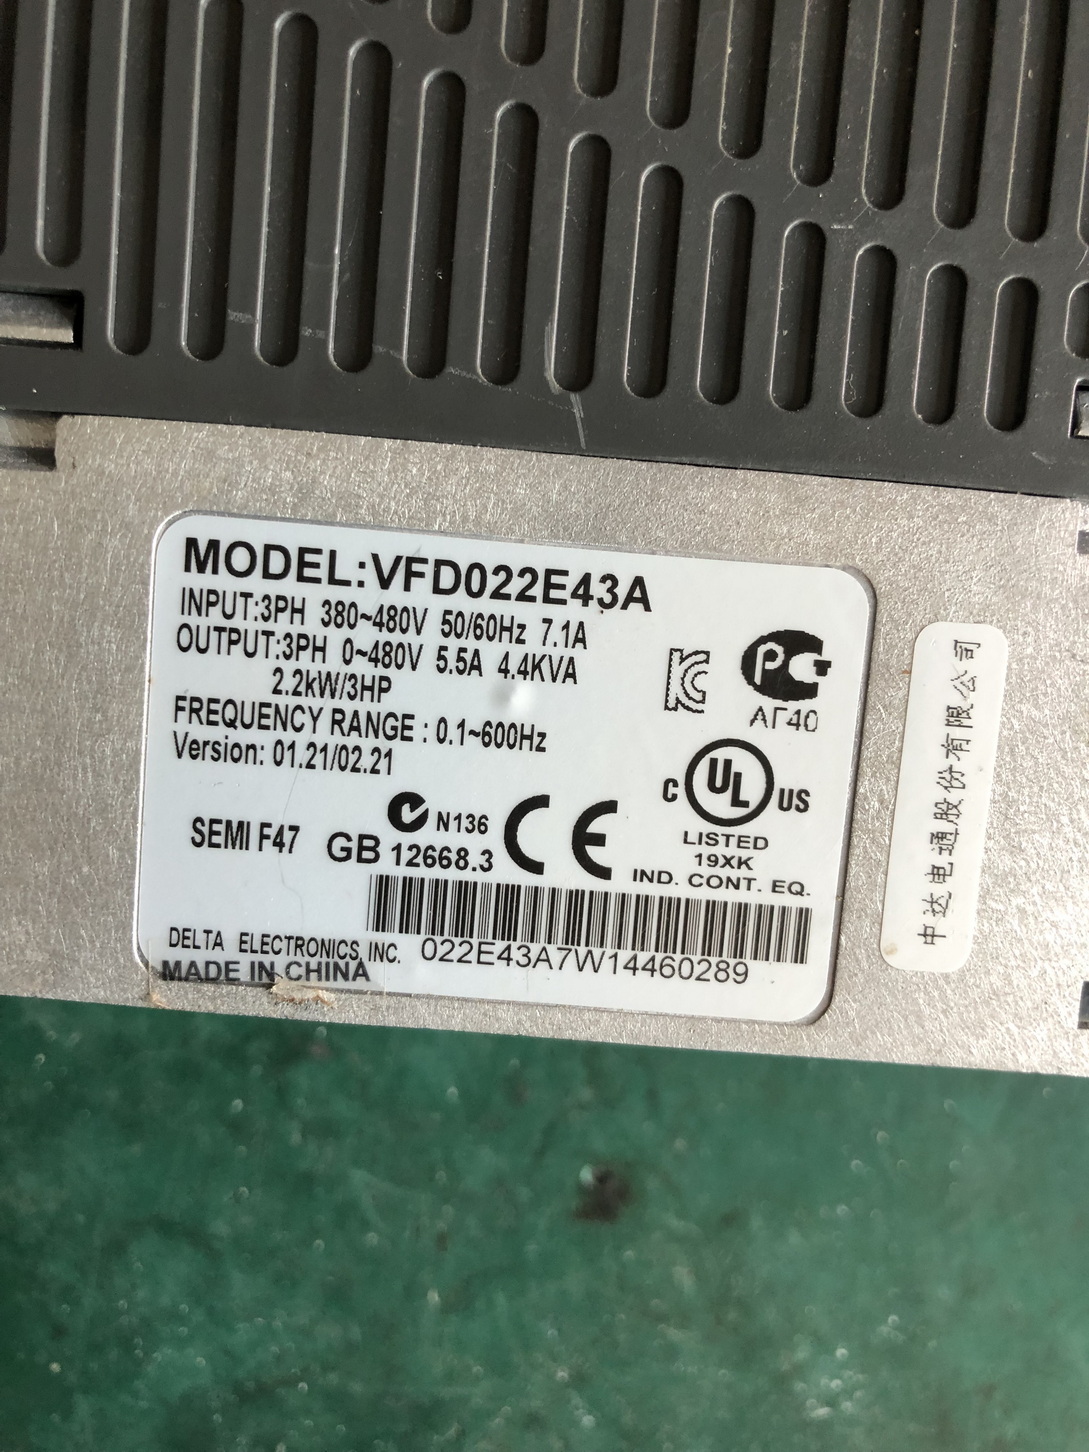 MODEL:VFD022E43A
INPUT:3PH 380~480V 50/60Hz 7.1A
OUTPUT:3PH 0~480V 5.5A 4.4KVA
2.2kW/3HP
FREQUENCY RANGE : 0.1~600Hz
Version: 01.21/02.21
SEMI F47
N136
GB 12668.3
CE
KC
PC
АГ40
C UL US
LISTED
19XK
IND. CONT. EQ.
DELTA ELECTRONICS, INC.
MADE IN CHINA
022E43A7W14460289
中达电通股份有限公司